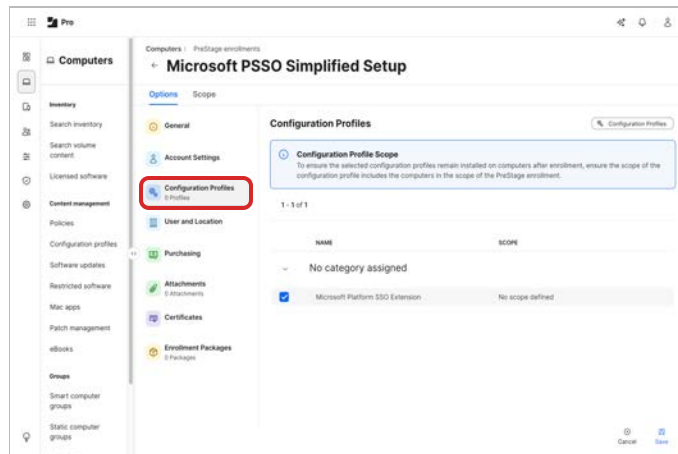 Pro
Computers
Inventory
Search inventory
Search volume
content
Licensed software
Content management
Policies
Configuration profiles
Software updates
Restricted software
Mac apps
Patch management
eBooks
Groups
Smart computer
groups
Static computer
groups
Computers : PreStage enrollments
← Microsoft PSSO Simplified Setup
Options Scope
General
Account Settings
Configuration Profiles
0 Profiles
User and Location
Purchasing
Attachments
0 Attachments
Certificates
Enrollment Packages
0 Packages
Configuration Profiles
Configuration Profiles
Configuration Profile Scope
To ensure the selected configuration profiles remain installed on computers after enrollment, ensure the scope of the
configuration profile includes the computers in the scope of the PreStage enrollment.
1 - 1 of 1
NAME SCOPE
No category assigned
Microsoft Platform SSO Extension No scope defined
Cancel Save